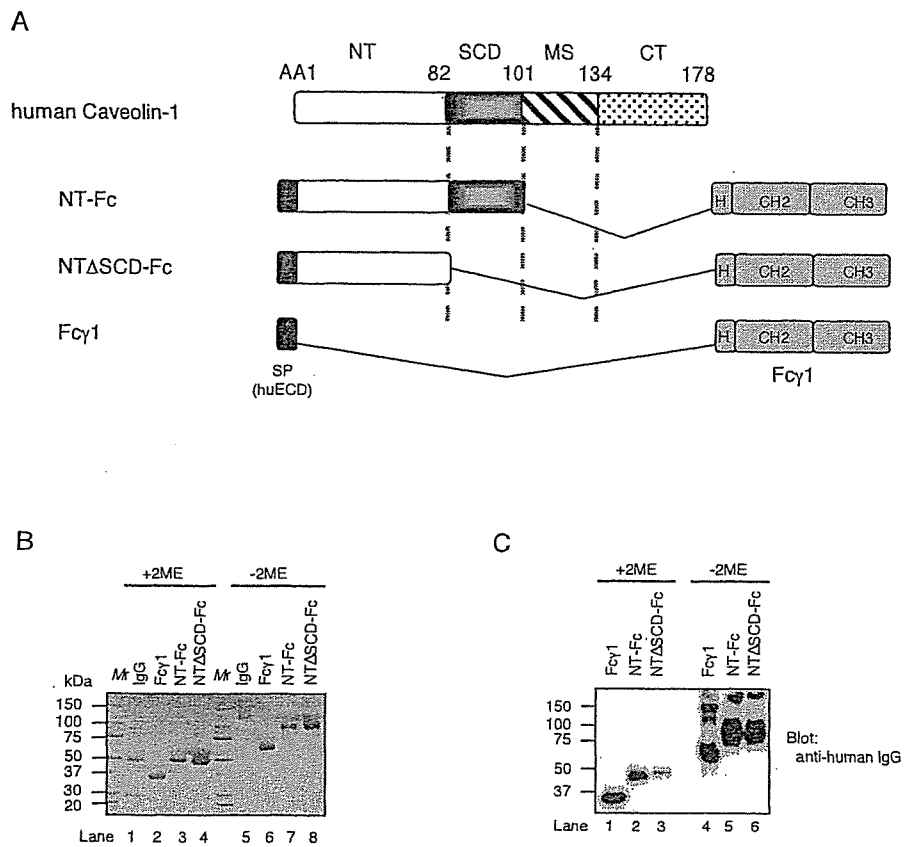 A
NT SCD MS CT
AA1 82 101 134 178
human Caveolin-1
NT-Fc H CH2 CH3
NTΔSCD-Fc H CH2 CH3
Fcγ1 H CH2 CH3
SP Fcγ1
(huECD)
B
+2ME -2ME
kDa Mr IgG Fcγ1 NT-Fc NTΔSCD-Fc Mr IgG Fcγ1 NT-Fc NTΔSCD-Fc
150
100
75
50
37
30
20
Lane 1 2 3 4 5 6 7 8
C
+2ME -2ME
Fcγ1 NT-Fc NTΔSCD-Fc Fcγ1 NT-Fc NTΔSCD-Fc
150
100
75
50
37
Blot:
anti-human IgG
Lane 1 2 3 4 5 6